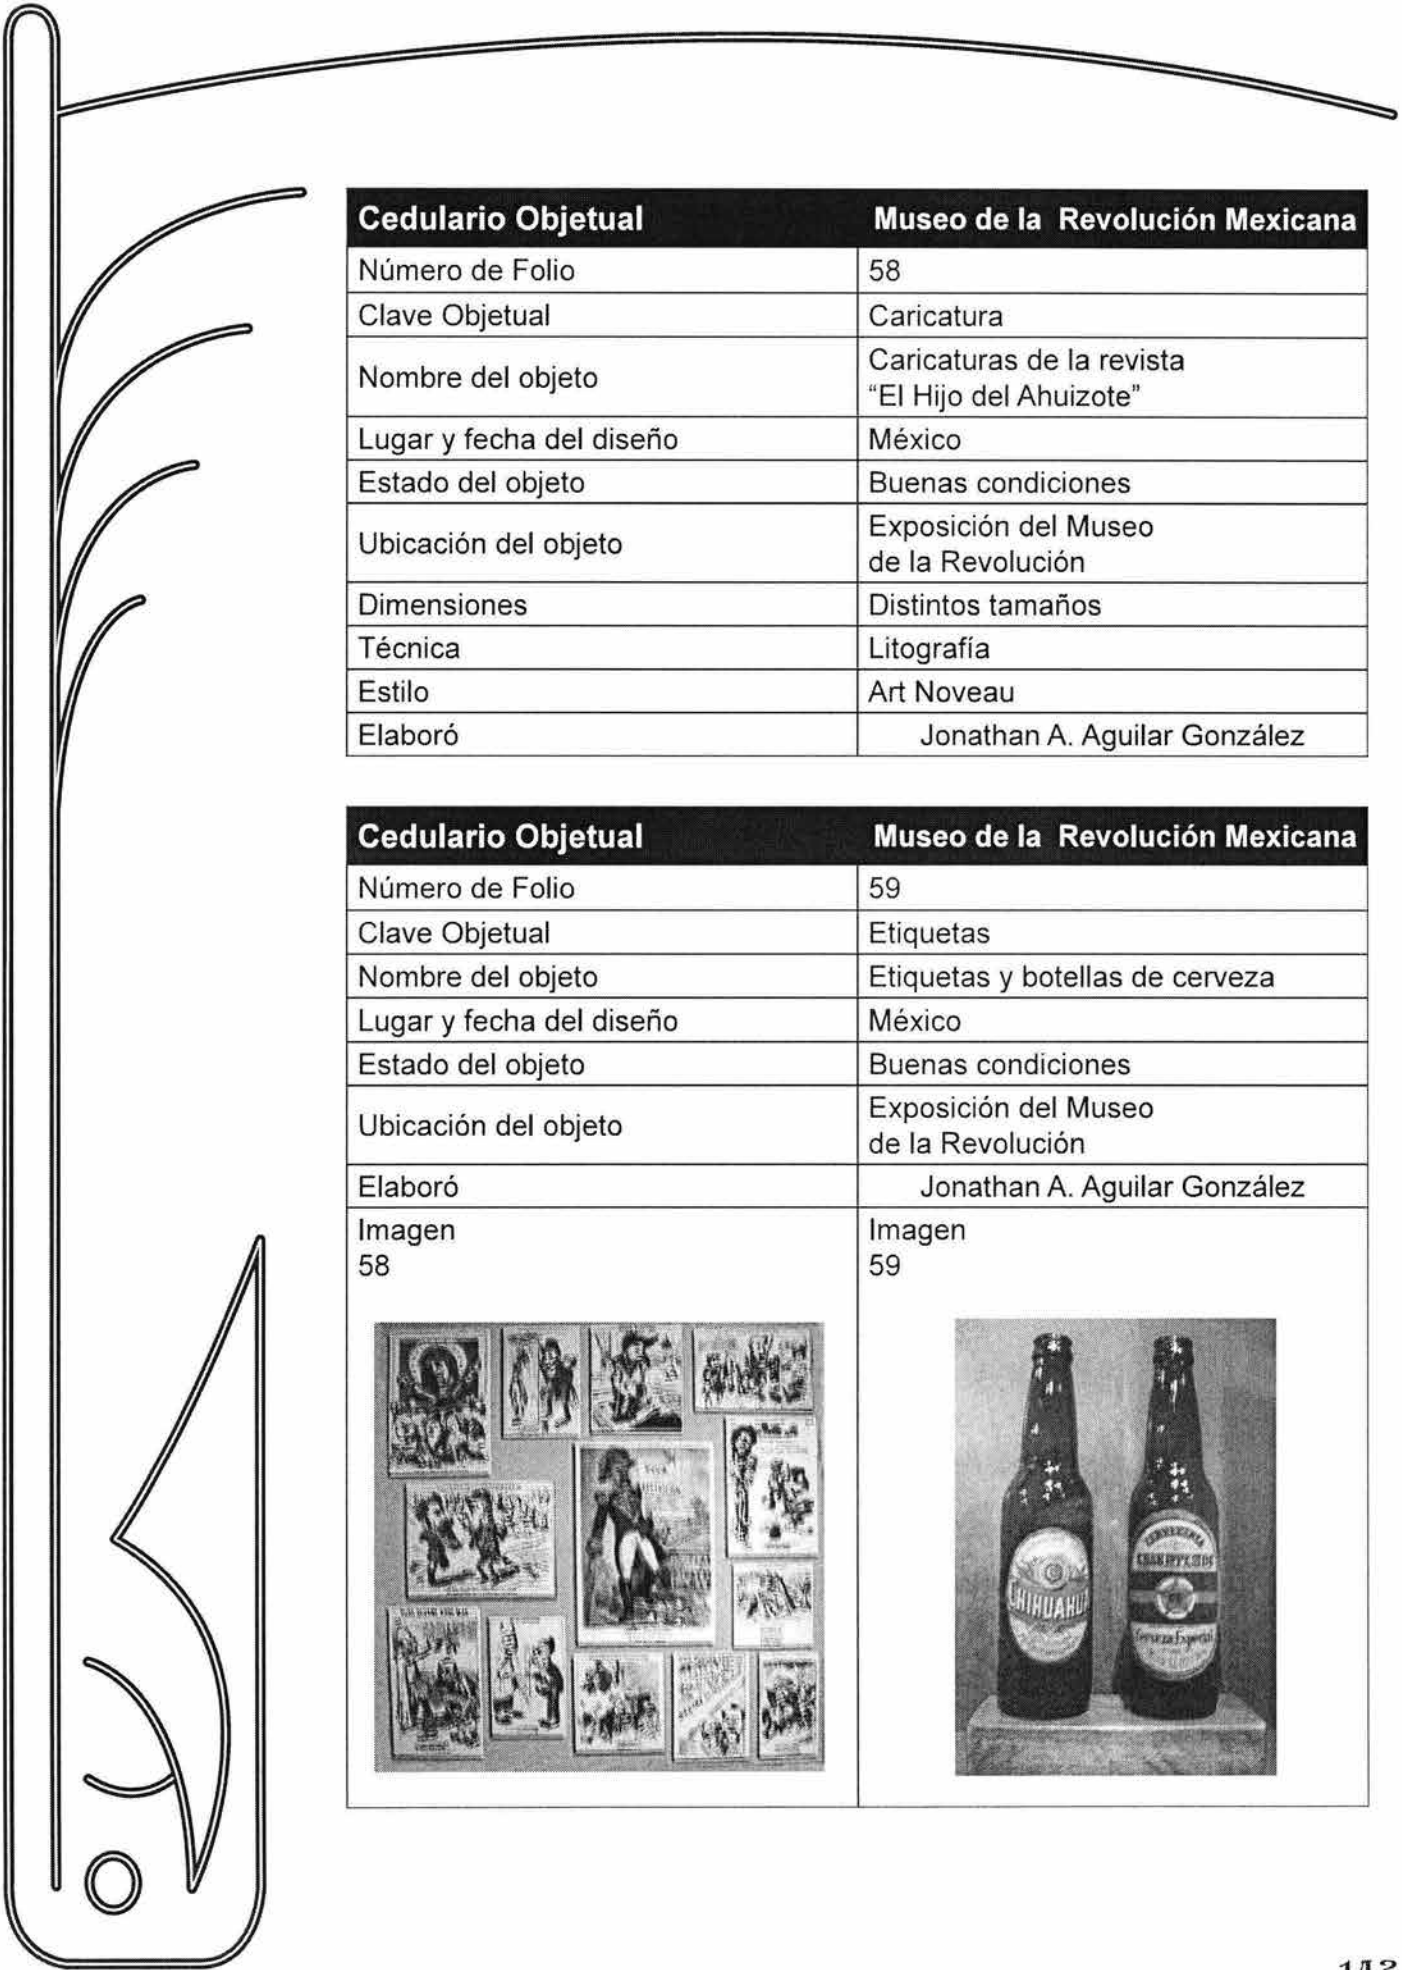 Cedulario Objetual Museo de la Revolución Mexicana
Número de Folio 58
Clave Objetual Caricatura
Nombre del objeto Caricaturas de la revista
“El Hijo del Ahuizote”
Lugar y fecha del diseño México
Estado del objeto Buenas condiciones
Ubicación del objeto Exposición del Museo
de la Revolución
Dimensiones Distintos tamaños
Técnica Litografía
Estilo Art Noveau
Elaboró Jonathan A. Aguilar González
Cedulario Objetual Museo de la Revolución Mexicana
Número de Folio 59
Clave Objetual Etiquetas
Nombre del objeto Etiquetas y botellas de cerveza
Lugar y fecha del diseño México
Estado del objeto Buenas condiciones
Ubicación del objeto Exposición del Museo
de la Revolución
Elaboró Jonathan A. Aguilar González
Imagen
58
Imagen
59
CHIHUAHUA
CERVECERIA
Cerveza Especial